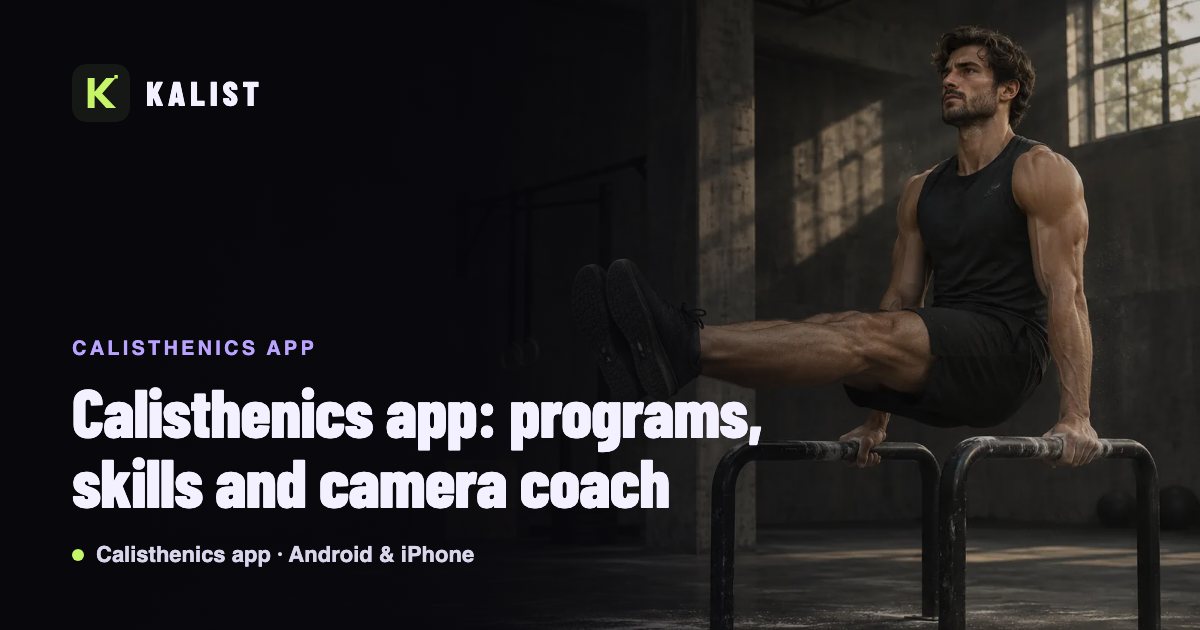 KALIST
CALISTHENICS APP
Calisthenics app: programs,
skills and camera coach
Calisthenics app · Android & iPhone